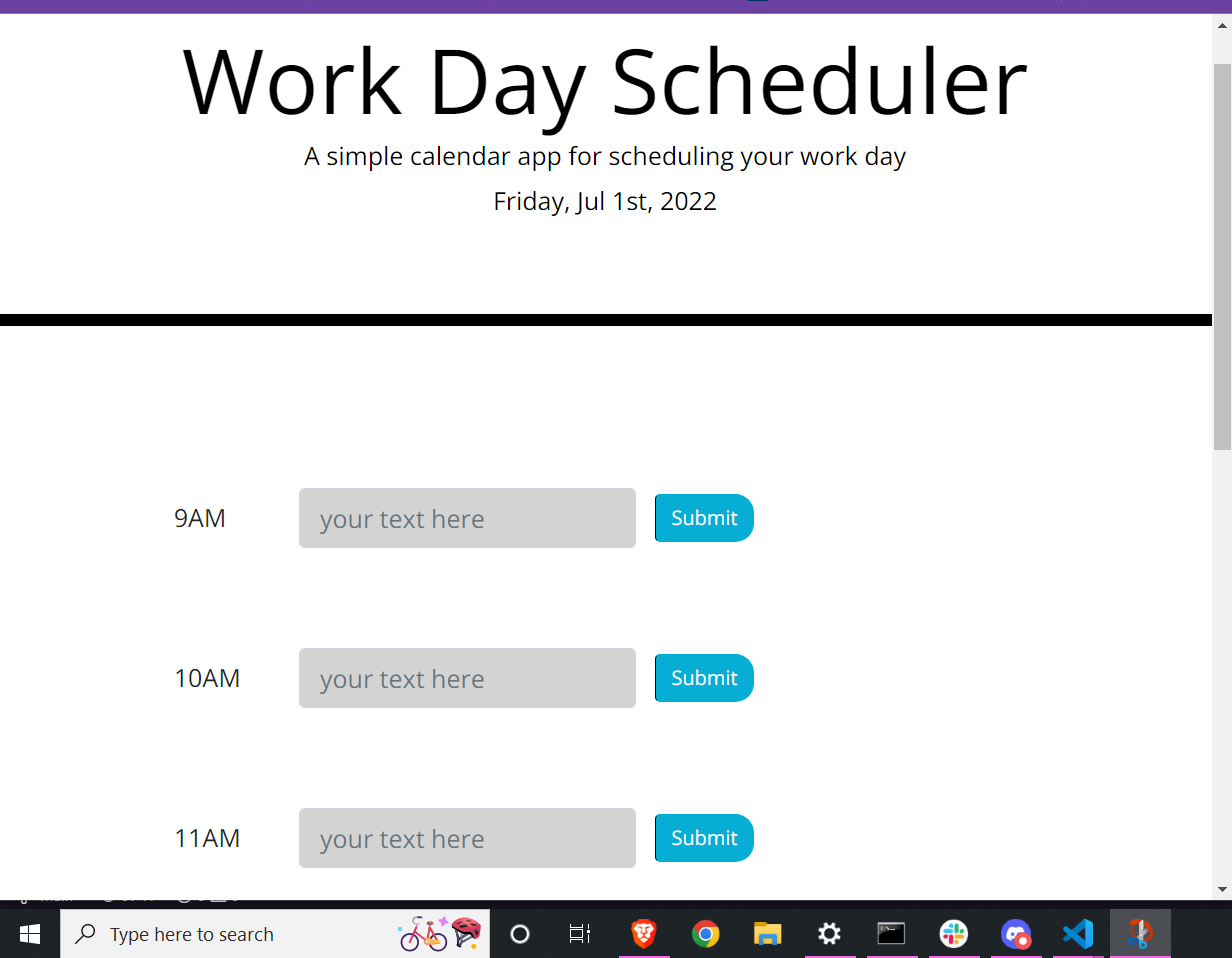 Work Day Scheduler
A simple calendar app for scheduling your work day
Friday, Jul 1st, 2022
9AM your text here Submit
10AM your text here Submit
11AM your text here Submit
Type here to search